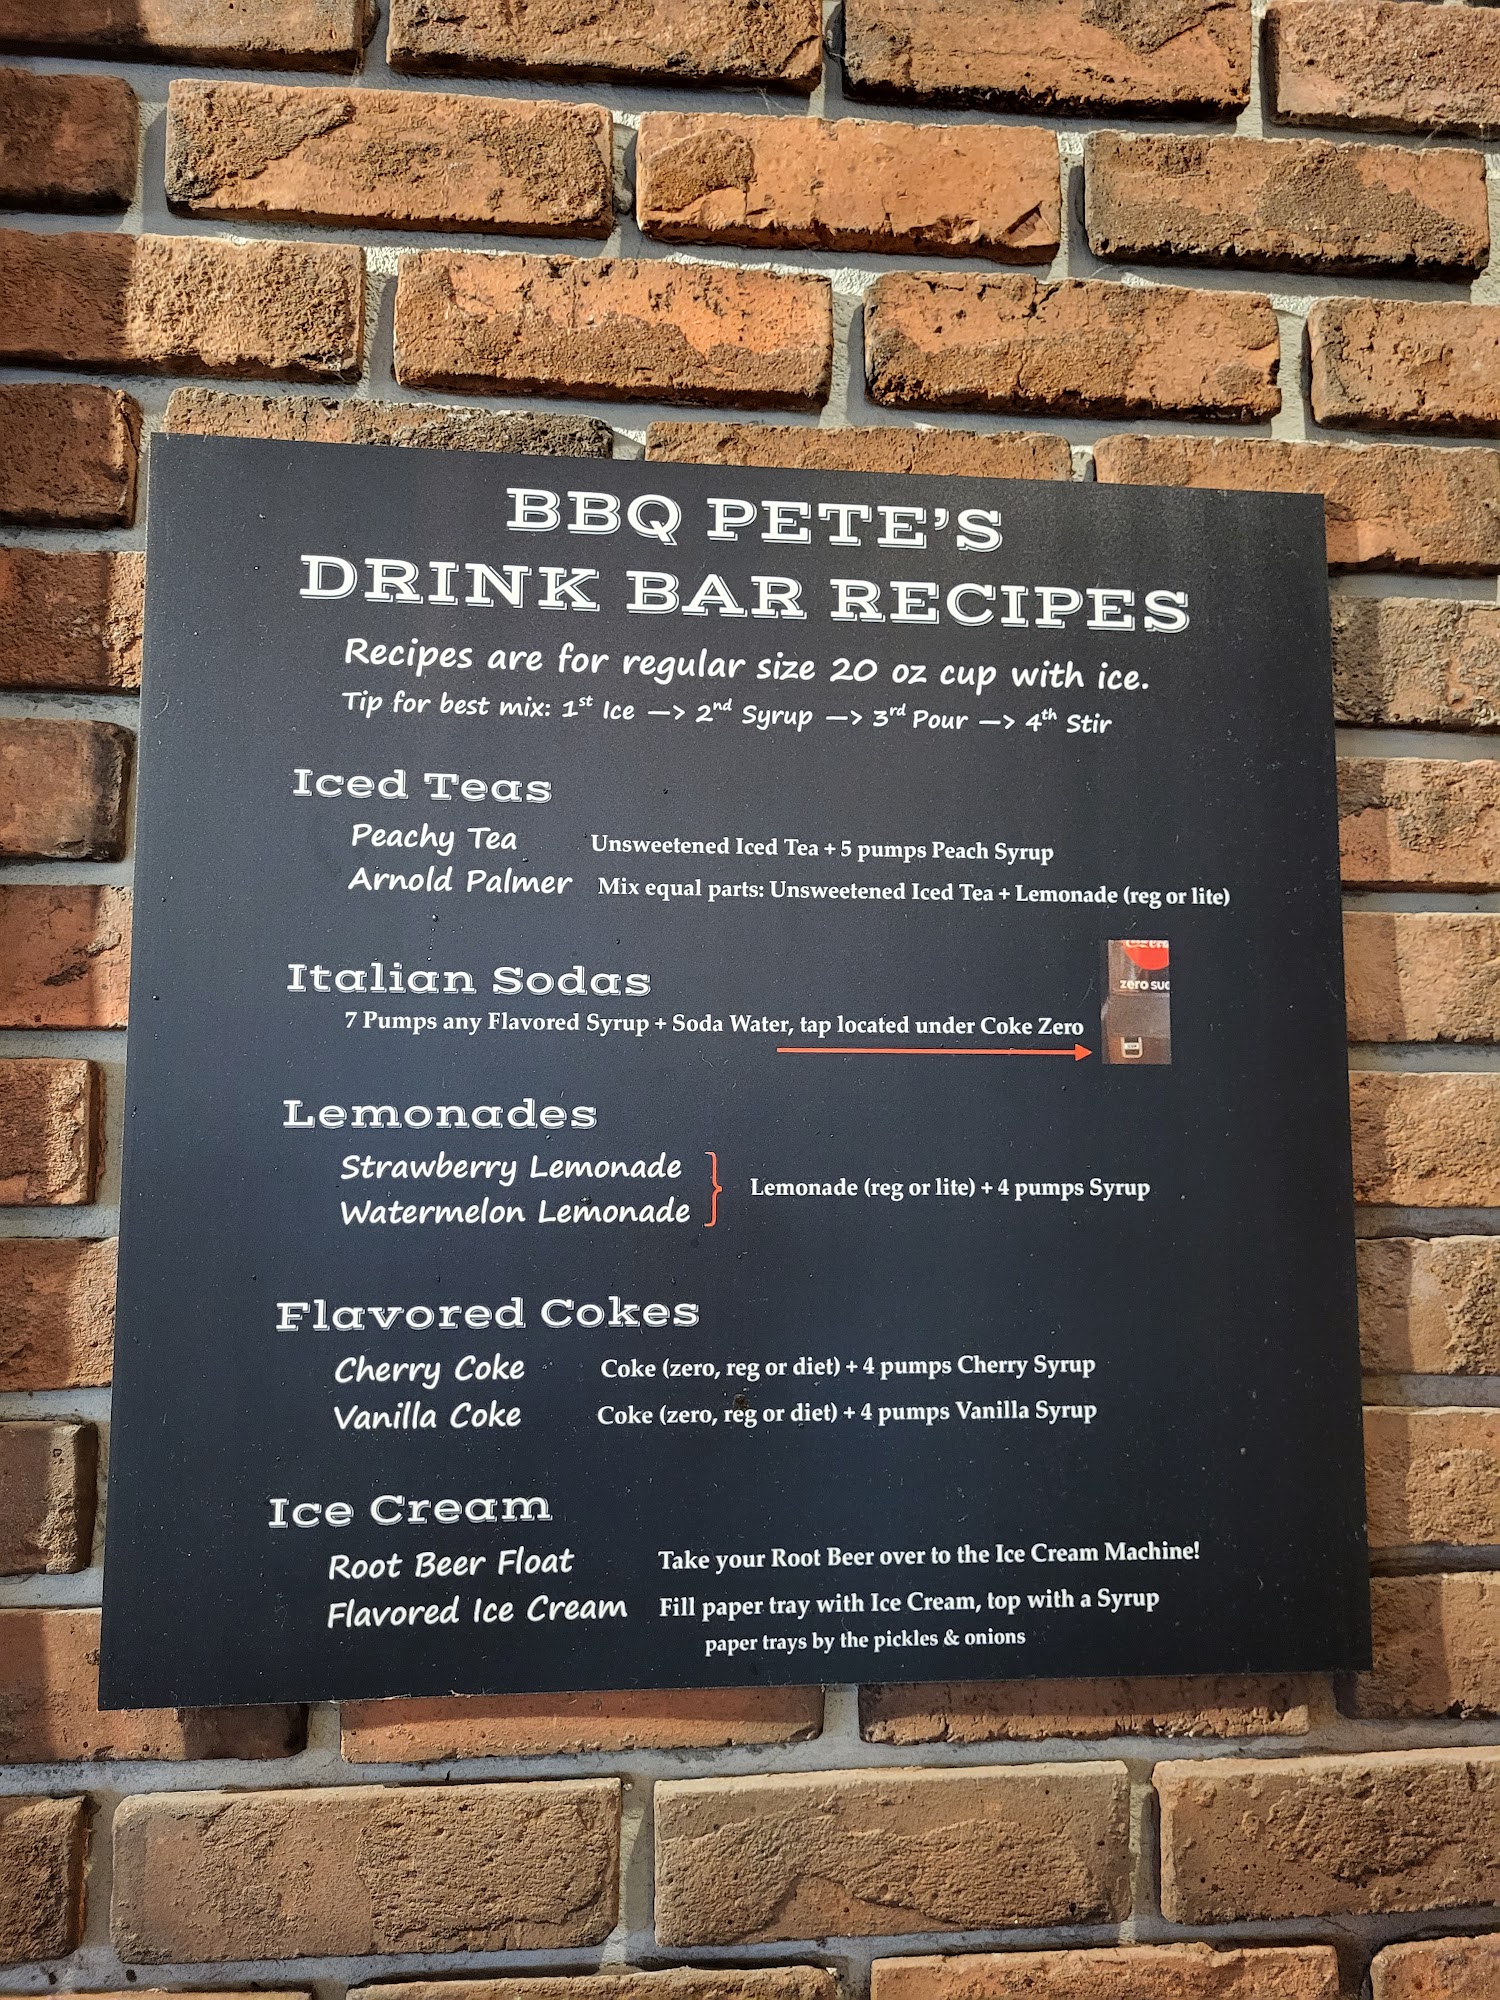 BBQ PETE'S
DRINK BAR RECIPES
Recipes are for regular size 20 oz cup with ice.
Tip for best mix: 1st Ice —> 2nd Syrup —> 3rd Pour —> 4th Stir
Iced Teas
Peachy Tea Unsweetened Iced Tea + 5 pumps Peach Syrup
Arnold Palmer Mix equal parts: Unsweetened Iced Tea + Lemonade (reg or lite)
Italian Sodas
zero
7 Pumps any Flavored Syrup + Soda Water, tap located under Coke Zero
Lemonades
Strawberry Lemonade
Watermelon Lemonade
Lemonade (reg or lite) + 4 pumps Syrup
Flavored Cokes
Cherry Coke Coke (zero, reg or diet) + 4 pumps Cherry Syrup
Vanilla Coke Coke (zero, reg or diet) + 4 pumps Vanilla Syrup
Ice Cream
Root Beer Float Take your Root Beer over to the Ice Cream Machine!
Flavored Ice Cream Fill paper tray with Ice Cream, top with a Syrup
paper trays by the pickles & onions